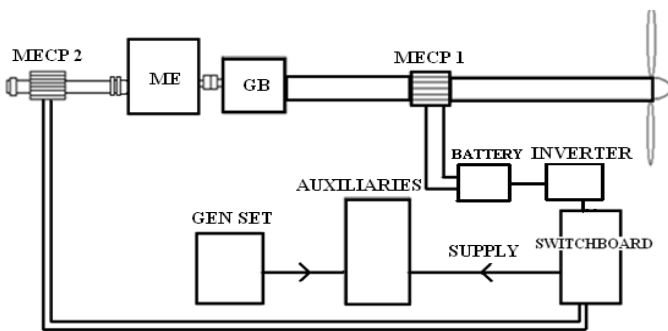 MECP 2
ME
GB
MECP 1
BATTERY
INVERTER
AUXILIARIES
GEN SET
SUPPLY
SWITCHBOARD